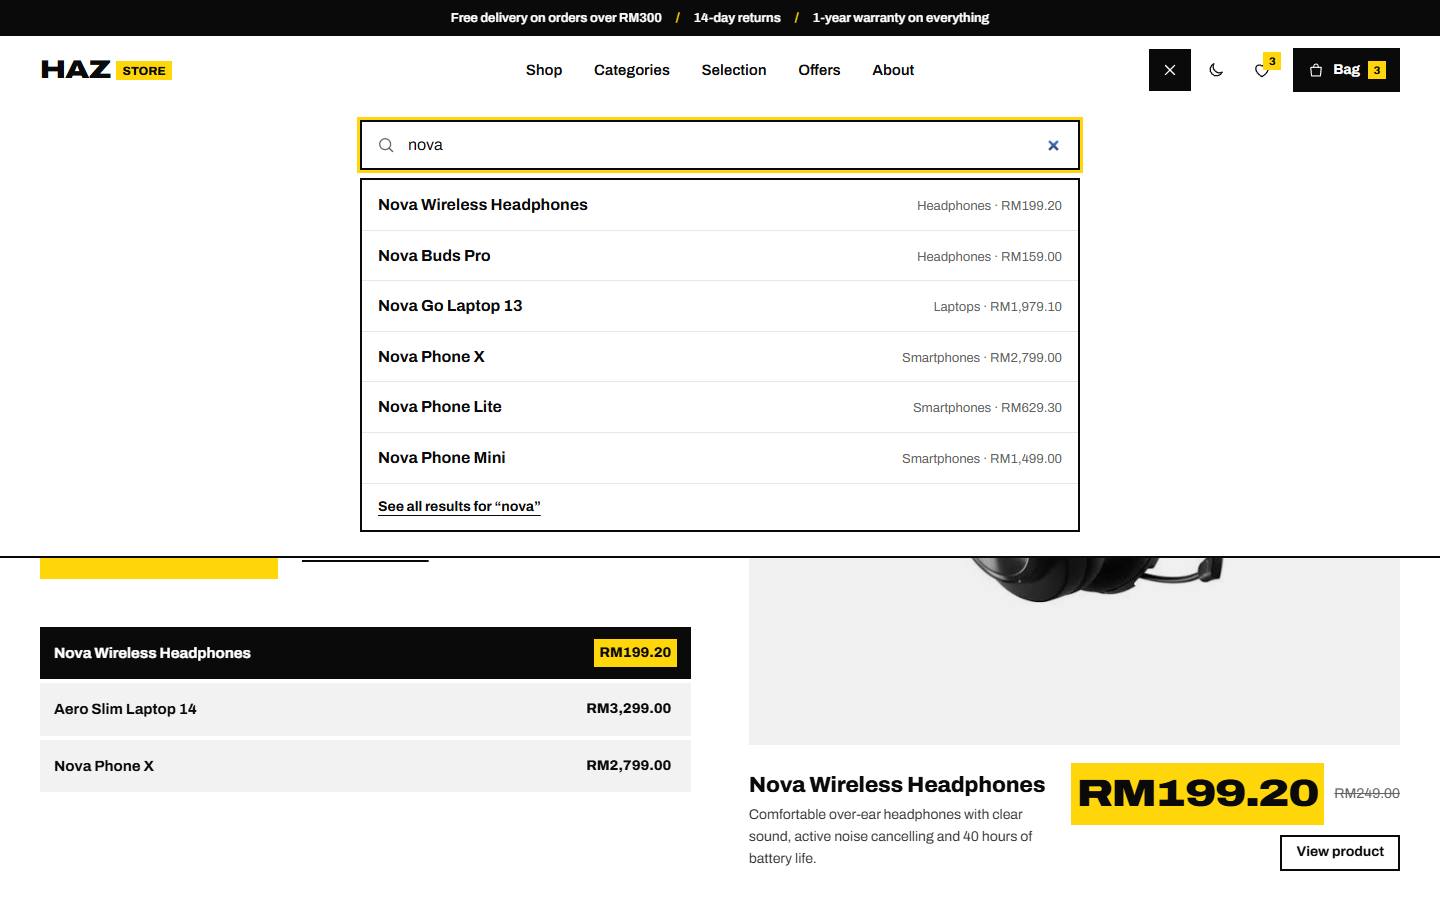 Free delivery on orders over RM300 / 14-day returns / 1-year warranty on everything
HAZ STORE
Shop Categories Selection Offers About
3
Bag 3
nova
Nova Wireless Headphones Headphones · RM199.20
Nova Buds Pro Headphones · RM159.00
Nova Go Laptop 13 Laptops · RM1,979.10
Nova Phone X Smartphones · RM2,799.00
Nova Phone Lite Smartphones · RM629.30
Nova Phone Mini Smartphones · RM1,499.00
See all results for “nova”
Nova Wireless Headphones RM199.20
Aero Slim Laptop 14 RM3,299.00
Nova Phone X RM2,799.00
Nova Wireless Headphones
RM199.20 RM249.00
Comfortable over-ear headphones with clear
sound, active noise cancelling and 40 hours of
battery life.
View product